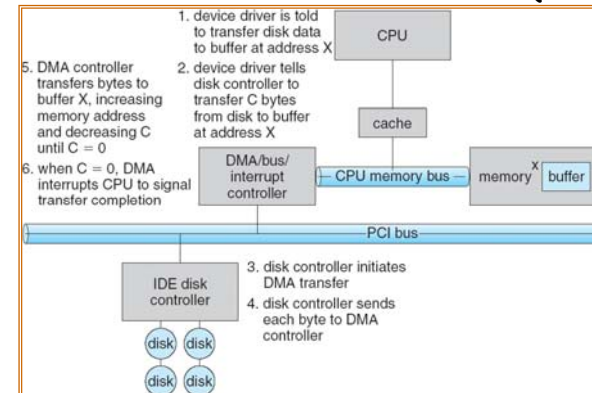 1. device driver is told
to transfer disk data
to buffer at address X
CPU
5. DMA controller
transfers bytes to
buffer X, increasing
memory address
and decreasing C
until C = 0
2. device driver tells
disk controller to
transfer C bytes
from disk to buffer
at address X
cache
6. when C = 0, DMA
interrupts CPU to signal
transfer completion
DMA/bus/
interrupt
controller
CPU memory bus
memory
X
buffer
PCI bus
IDE disk
controller
3. disk controller initiates
DMA transfer
4. disk controller sends
each byte to DMA
controller
disk disk
disk disk